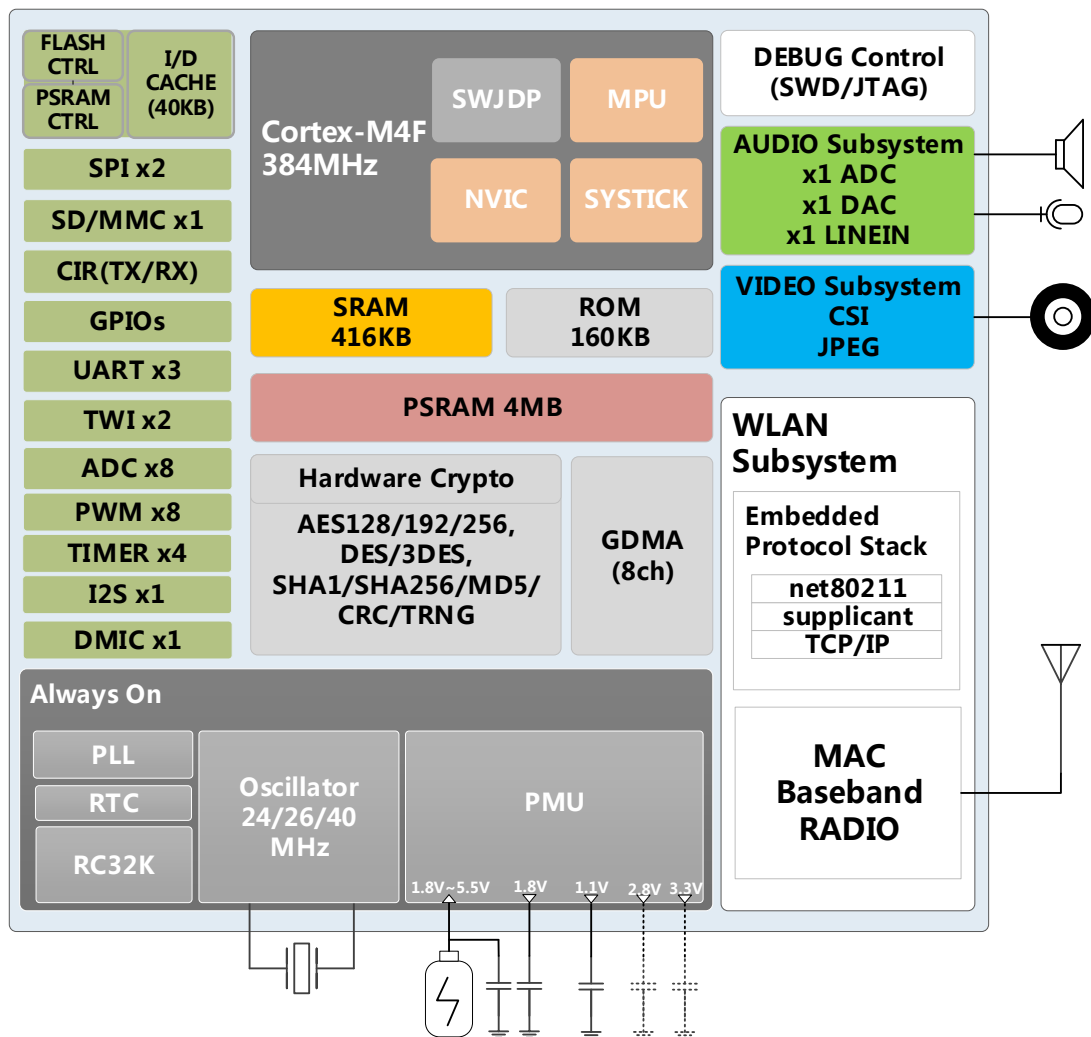 FLASH
CTRL
PSRAM
CTRL
I/D
CACHE
(40KB)
SPI x2
SD/MMC x1
CIR(TX/RX)
GPIOs
UART x3
TWI x2
ADC x8
PWM x8
TIMER x4
I2S x1
DMIC x1
Cortex-M4F
384MHz
SWJDP
MPU
NVIC
SYSTICK
SRAM
416KB
ROM
160KB
PSRAM 4MB
Hardware Crypto
AES128/192/256,
DES/3DES,
SHA1/SHA256/MD5/
CRC/TRNG
GDMA
(8ch)
DEBUG Control
(SWD/JTAG)
AUDIO Subsystem
x1 ADC
x1 DAC
x1 LINEIN
VIDEO Subsystem
CSI
JPEG
WLAN
Subsystem
Embedded
Protocol Stack
net80211
supplicant
TCP/IP
MAC
Baseband
RADIO
Always On
PLL
RTC
RC32K
Oscillator
24/26/40
MHz
PMU
1.8V~5.5V
1.8V
1.1V
2.8V
3.3V